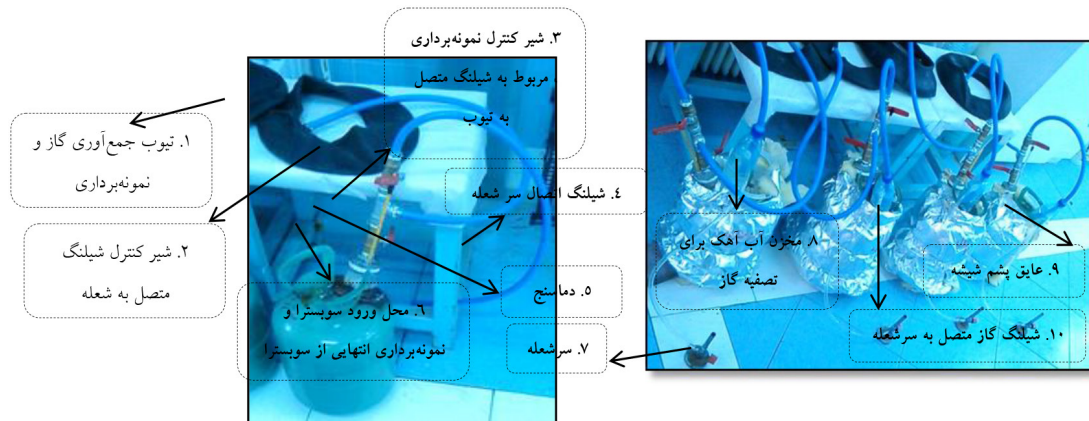 ۱. تیوب جمع‌آوری گاز و
نمونه‌برداری
۲. شیر کنترل شیلنگ
متصل به شعله
۳. شیر کنترل نمونه‌برداری
مربوط به شیلنگ متصل
به تیوب
۴. شیلنگ اتصال سر شعله
۵. دماسنج
۶. محل ورود سوبسترا و
نمونه‌برداری انتهایی از سوبسترا
۷. سرشعله
۸. مخزن آب آهک برای
تصفیه گاز
۹. عایق پشم شیشه
۱۰. شیلنگ گاز متصل به سرشعله